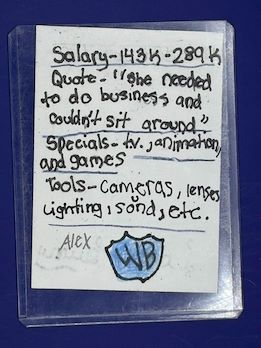 Salary-143K-289K
Quote-"She needed
to do business and
couldn't sit around"
Specials-tv.,animation,
and games
Tools-cameras, lenses
Lighting, sond, etc.
Alex
WB